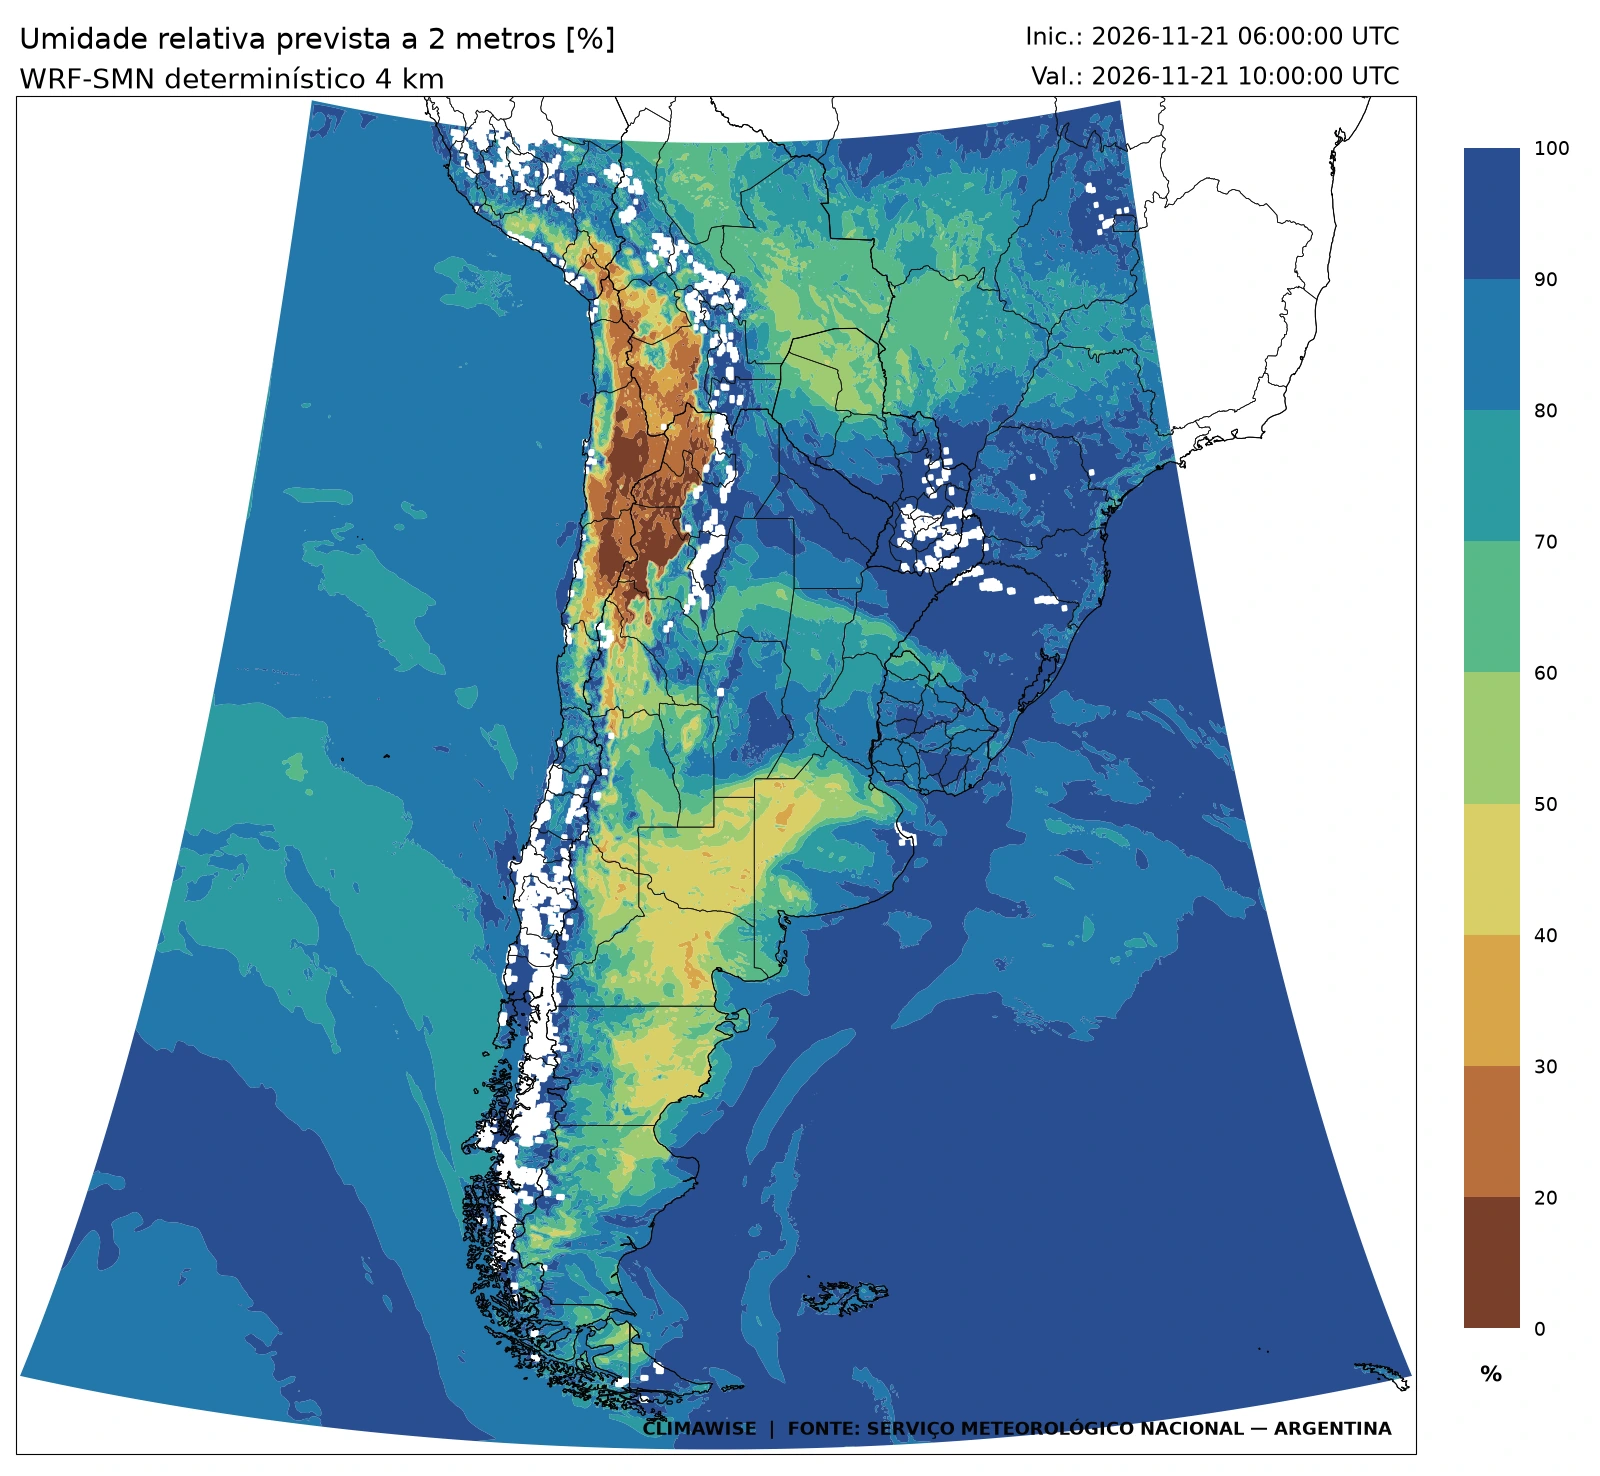 Umidade relativa prevista a 2 metros [%]
WRF-SMN determinístico 4 km
Inic.: 2026-11-21 06:00:00 UTC
Val.: 2026-11-21 10:00:00 UTC
100
90
80
70
60
50
40
30
20
0
%
CLIMAWISE | FONTE: SERVIÇO METEOROLÓGICO NACIONAL — ARGENTINA